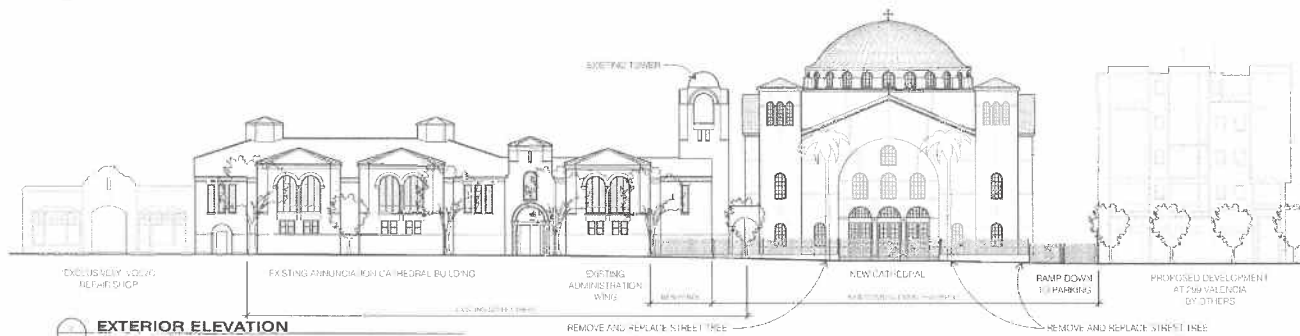 EXISTING TOWER
EXCLUSIVELY VOLVO
REPAIR SHOP
EXISTING ANNUNCIATION CATHEDRAL BUILDING
EXISTING
ADMINISTRATION
WING
NEW CATHEDRAL
RAMP DOWN
TO PARKING
PROPOSED DEVELOPMENT
AT 299 VALENCIA
BY OTHERS
EXTERIOR ELEVATION
REMOVE AND REPLACE STREET TREE
REMOVE AND REPLACE STREET TREE